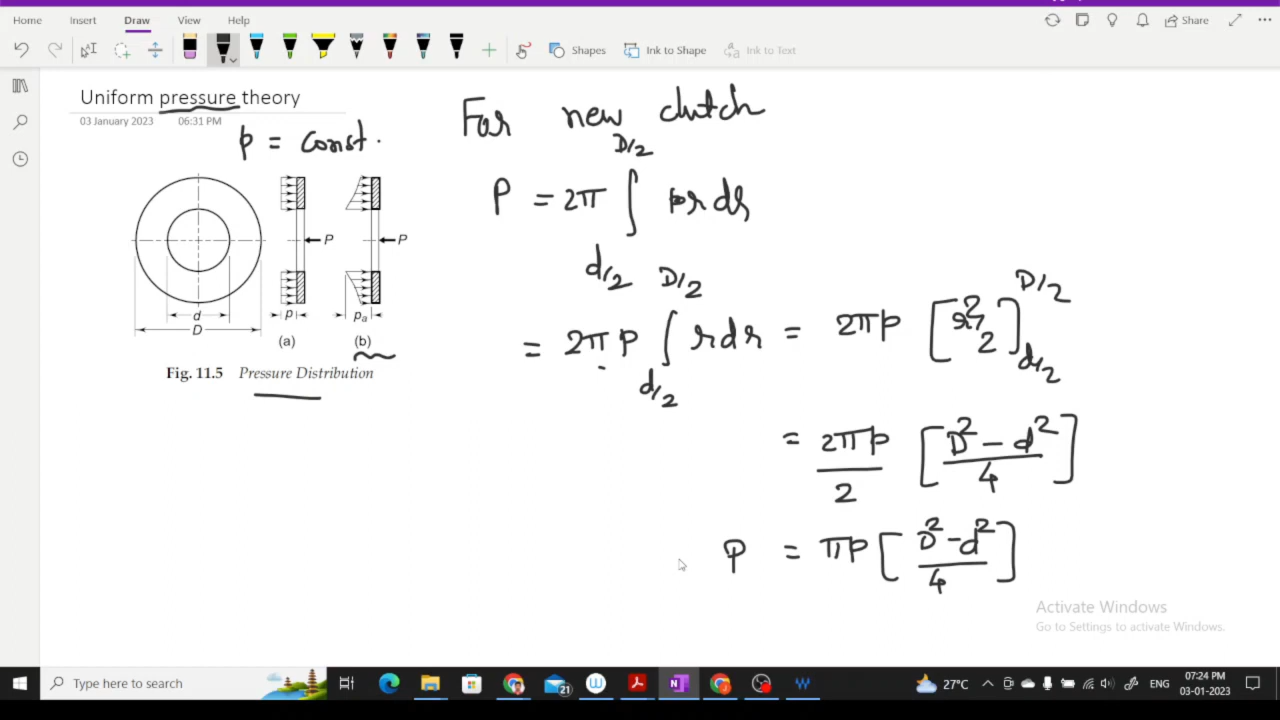 Home Insert Draw View Help
Share
Shapes Ink to Shape Ink to Text
Uniform pressure theory
03 January 2023 06:31 PM
p = const.
For new clutch
P = 2π ∫ pr dr
D/2
d/2
= 2πp ∫ r dr = 2πp [r²/2]
D/2
d/2
D/2
d/2
= 2πp/2 [D² - d²/4]
P = πp [D² - d²/4]
P P
d p pₐ
D
(a) (b)
Fig. 11.5 Pressure Distribution
Activate Windows
Go to Settings to activate Windows.
Type here to search
21
27°C
ENG
07:24 PM
03-01-2023